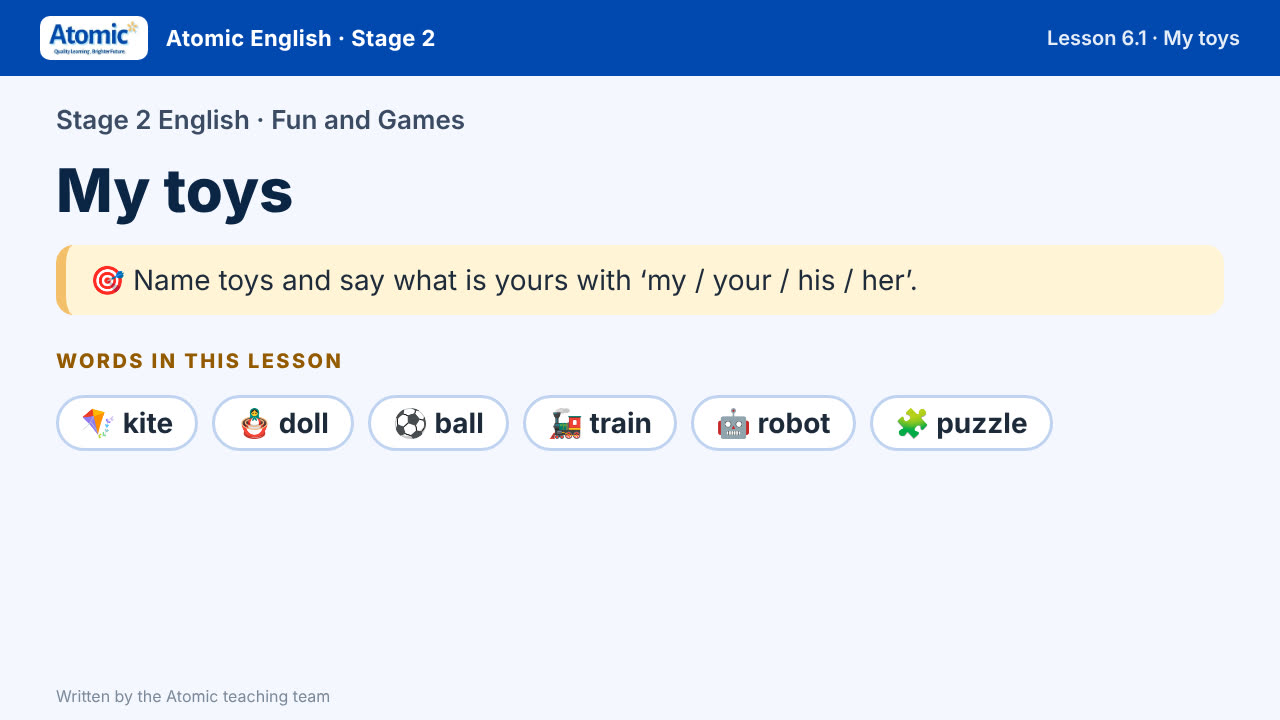 Atomic
Quality Learning. Brighter Future.
Atomic English · Stage 2
Lesson 6.1 · My toys
Stage 2 English · Fun and Games
My toys
🎯 Name toys and say what is yours with ‘my / your / his / her’.
WORDS IN THIS LESSON
kite
doll
ball
train
robot
puzzle
Written by the Atomic teaching team